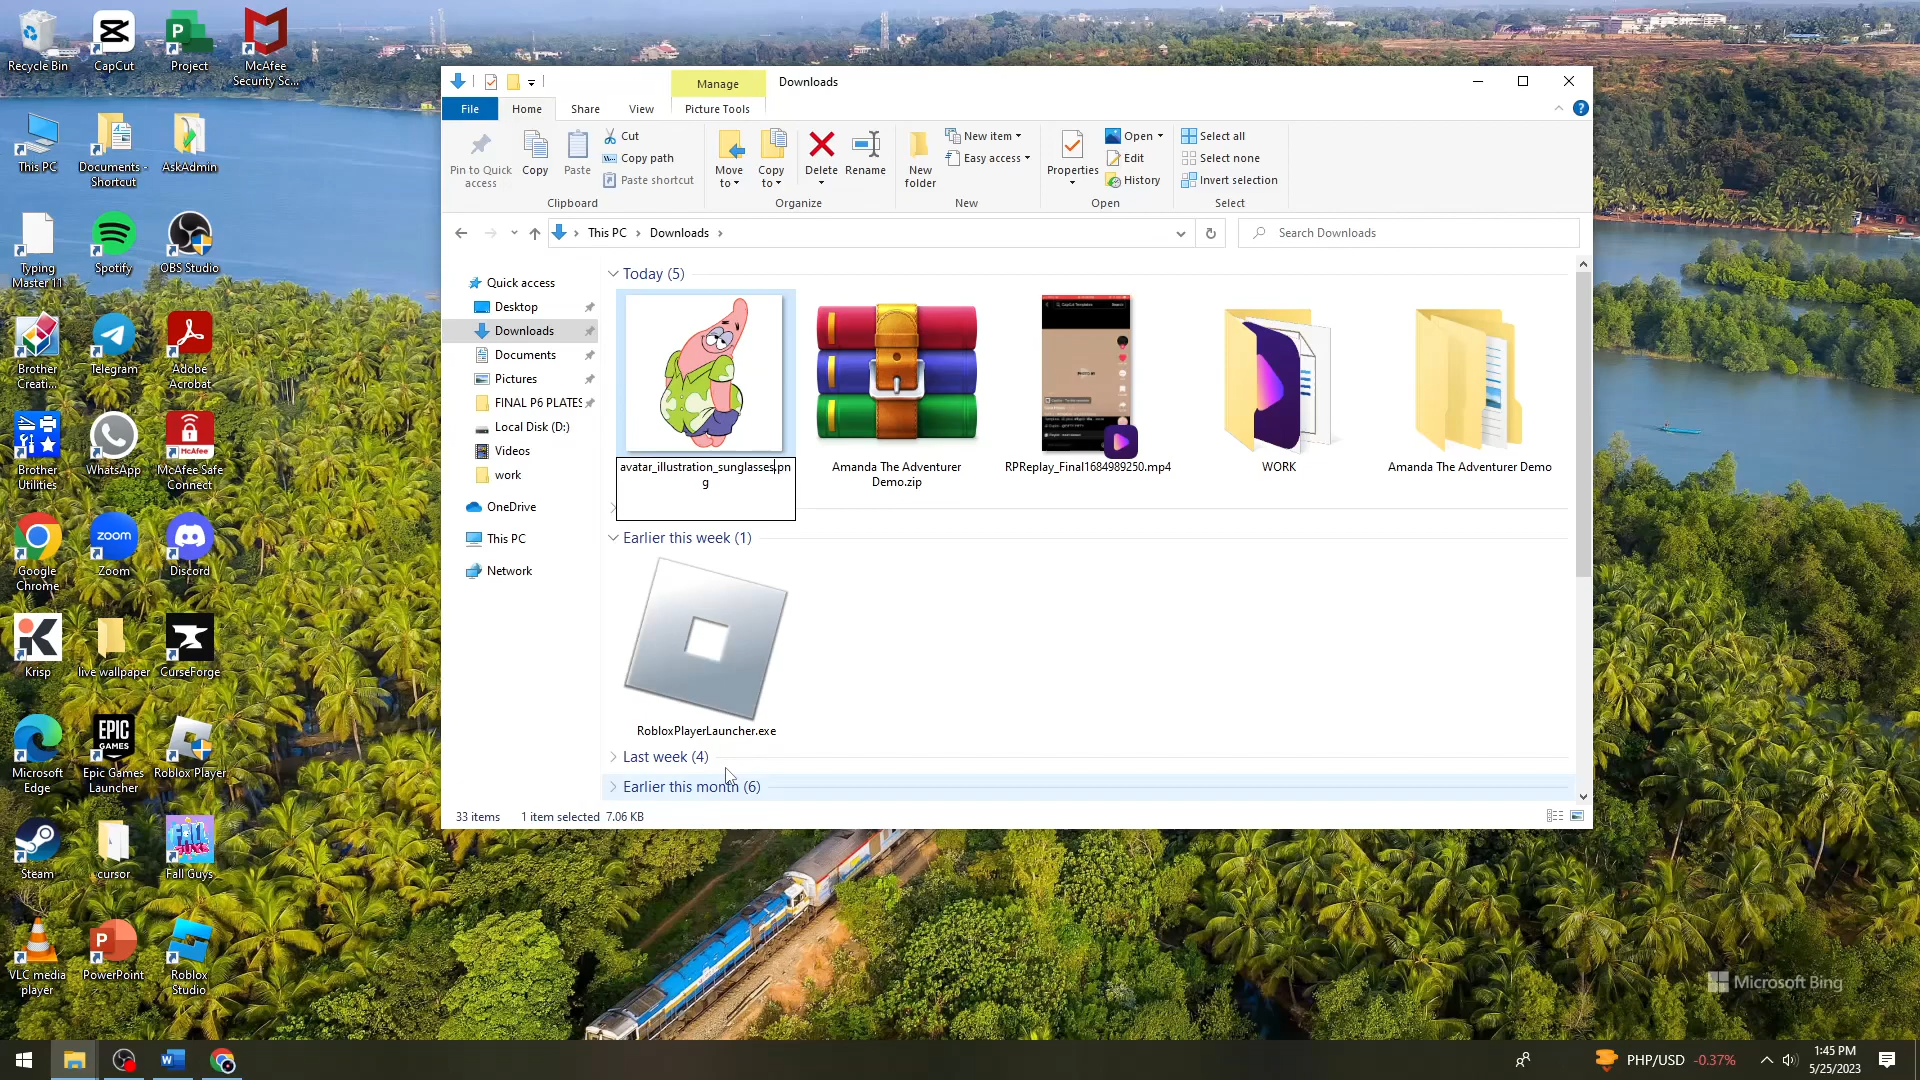 Recycle Bin
CapCut
Project
McAfee
Security Sc...
This PC
Documents -
Shortcut
AskAdmin
Typing
Master 11
Spotify
OBS Studio
Brother
Creati...
Telegram
Adobe
Acrobat
Brother
Utilities
WhatsApp
McAfee Safe
Connect
Google
Chrome
Zoom
Discord
Krisp
live wallpaper
CurseForge
Microsoft
Edge
Epic Games
Launcher
Roblox Player
Steam
cursor
Fall Guys
VLC media
player
PowerPoint
Roblox
Studio
Manage
Downloads
File
Home
Share
View
Picture Tools
Pin to Quick
access
Copy
Paste
Cut
Copy path
Paste shortcut
Clipboard
Move
to
Copy
to
Delete
Rename
Organize
New
folder
New item
Easy access
New
Properties
Open
Edit
History
Open
Select all
Select none
Invert selection
Select
This PC
Downloads
Search Downloads
Quick access
Desktop
Downloads
Documents
Pictures
FINAL P6 PLATES
Local Disk (D:)
Videos
work
OneDrive
This PC
Network
Today (5)
avatar_illustration_sunglasses.pn
g
Amanda The Adventurer
Demo.zip
RPReplay_Final1684989250.mp4
WORK
Amanda The Adventurer Demo
Earlier this week (1)
RobloxPlayerLauncher.exe
Last week (4)
Earlier this month (6)
33 items
1 item selected
7.06 KB
Microsoft Bing
PHP/USD
-0.37%
1:45 PM
5/25/2023